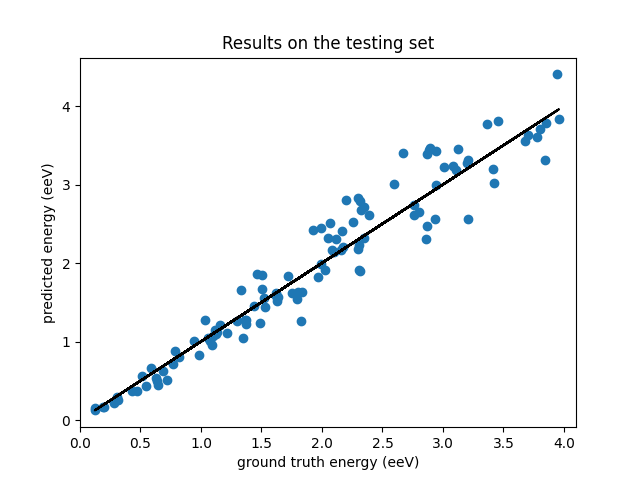 Results on the testing set
predicted energy (eeV)
4
3
2
1
0
0.0 0.5 1.0 1.5 2.0 2.5 3.0 3.5 4.0
ground truth energy (eeV)